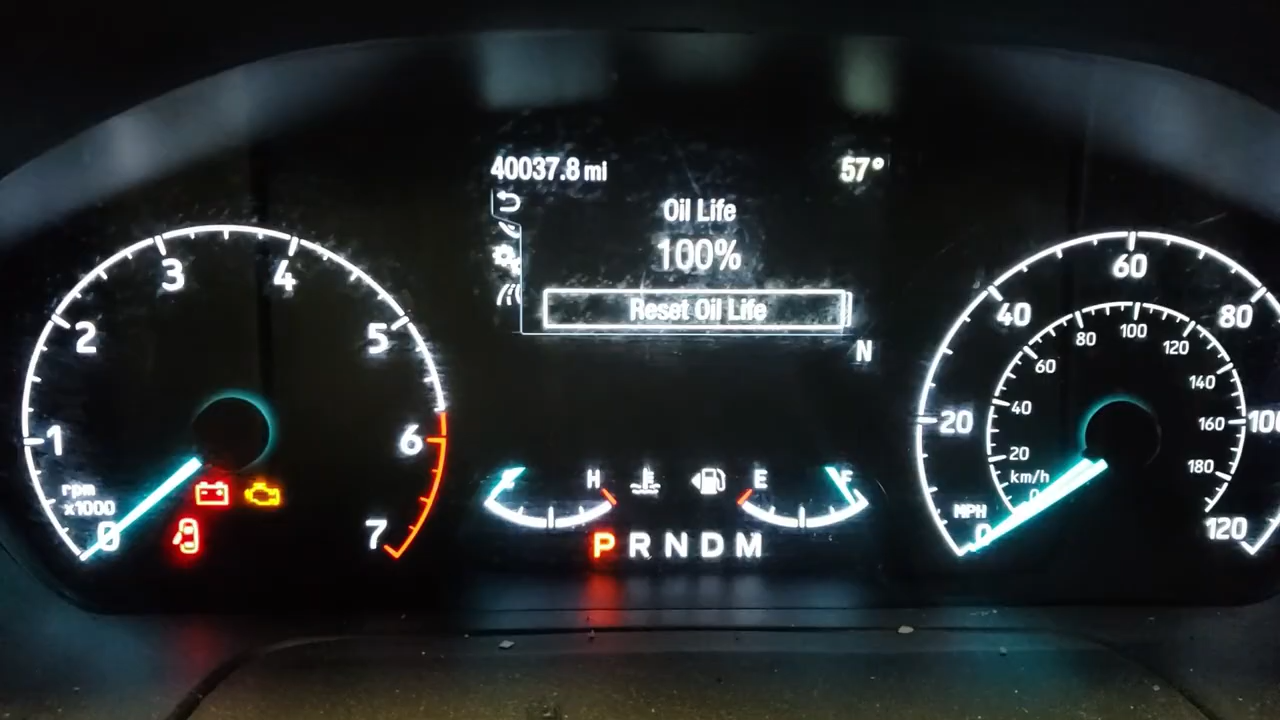 40037.8 mi
57°
Oil Life
100%
Reset Oil Life
N
0
1
2
3
4
5
6
7
rpm
x1000
H
E
F
P R N D M
0
20
40
60
80
100
120
MPH
km/h
0
20
40
60
80
100
120
140
160
180